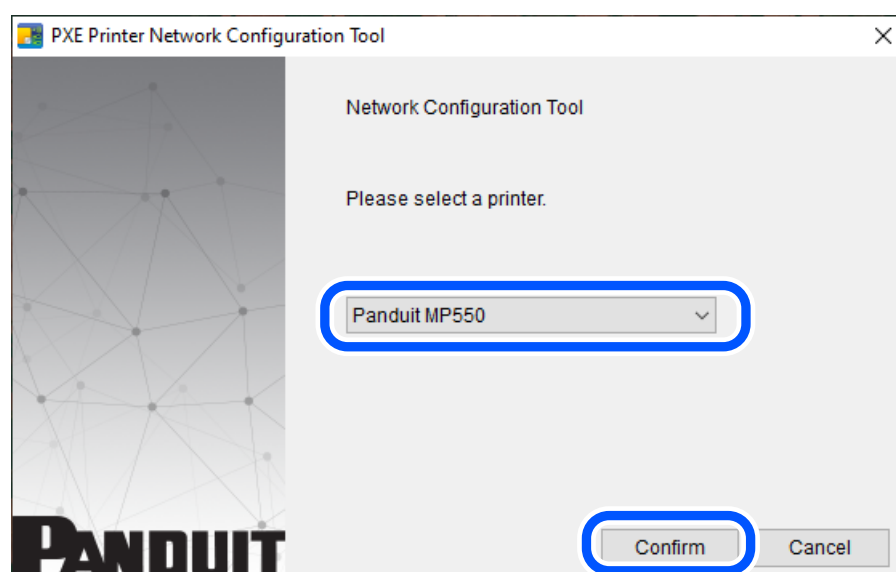 PXE Printer Network Configuration Tool
Network Configuration Tool
Please select a printer.
Panduit MP550
Confirm
Cancel
PANDUIT